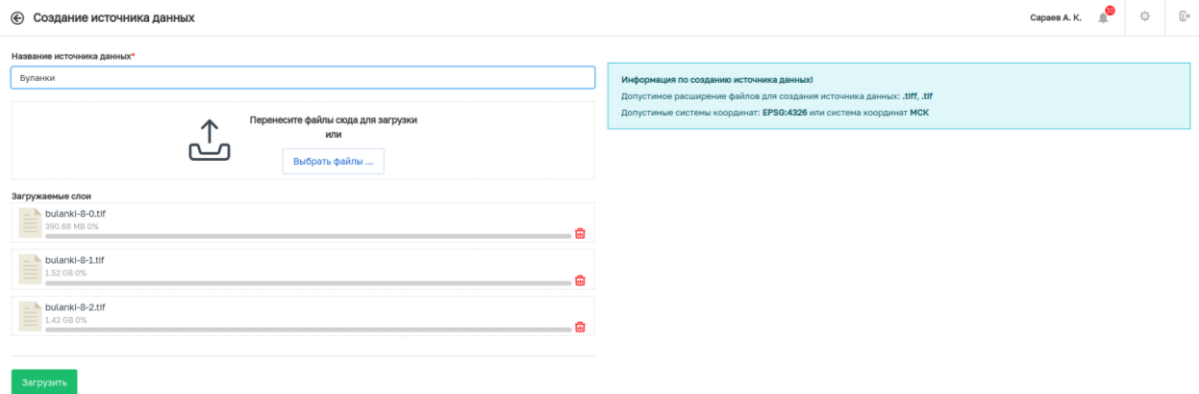 Создание источника данных
Сараев А. К.
Название источника данных*
Буланки
Перенесите файлы сюда для загрузки
или
Выбрать файлы ...
Информация по созданию источника данных!
Допустимое расширение файлов для создания источника данных: .tiff, .tif
Допустимые системы координат: EPSG:4326 или система координат МСК
Загружаемые слои
bulanki-8-0.tif
390.68 MB 0%
bulanki-8-1.tif
1.52 GB 0%
bulanki-8-2.tif
1.42 GB 0%
Загрузить